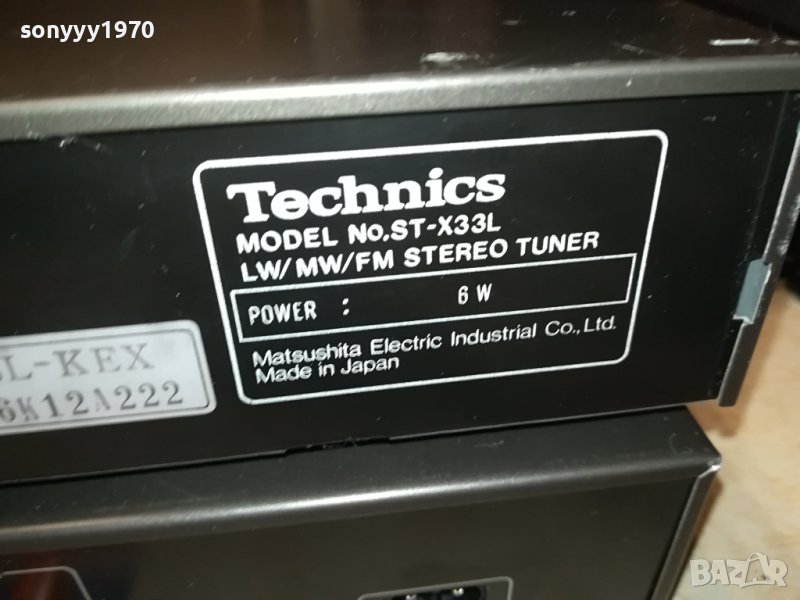 sonyyy1970
Technics
MODEL No. ST-X33L
LW/MW/FM STEREO TUNER
POWER : 6 W
Matsushita Electric Industrial Co., Ltd.
Made in Japan
L-KEX
6K12A222
BAZAR